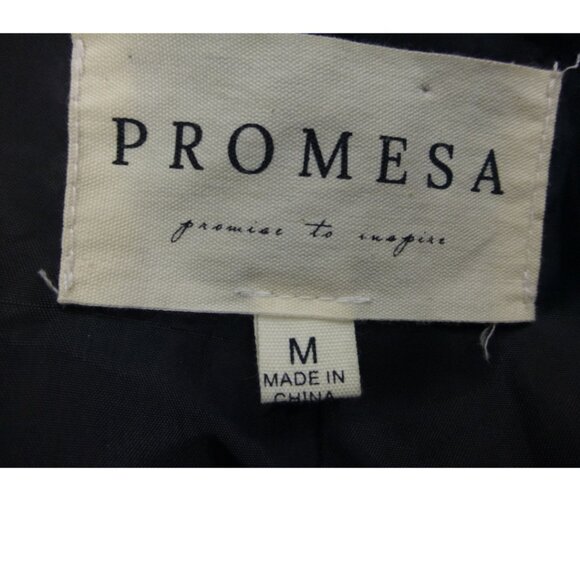 PROMESA
promise to inspire
M
MADE IN
CHINA